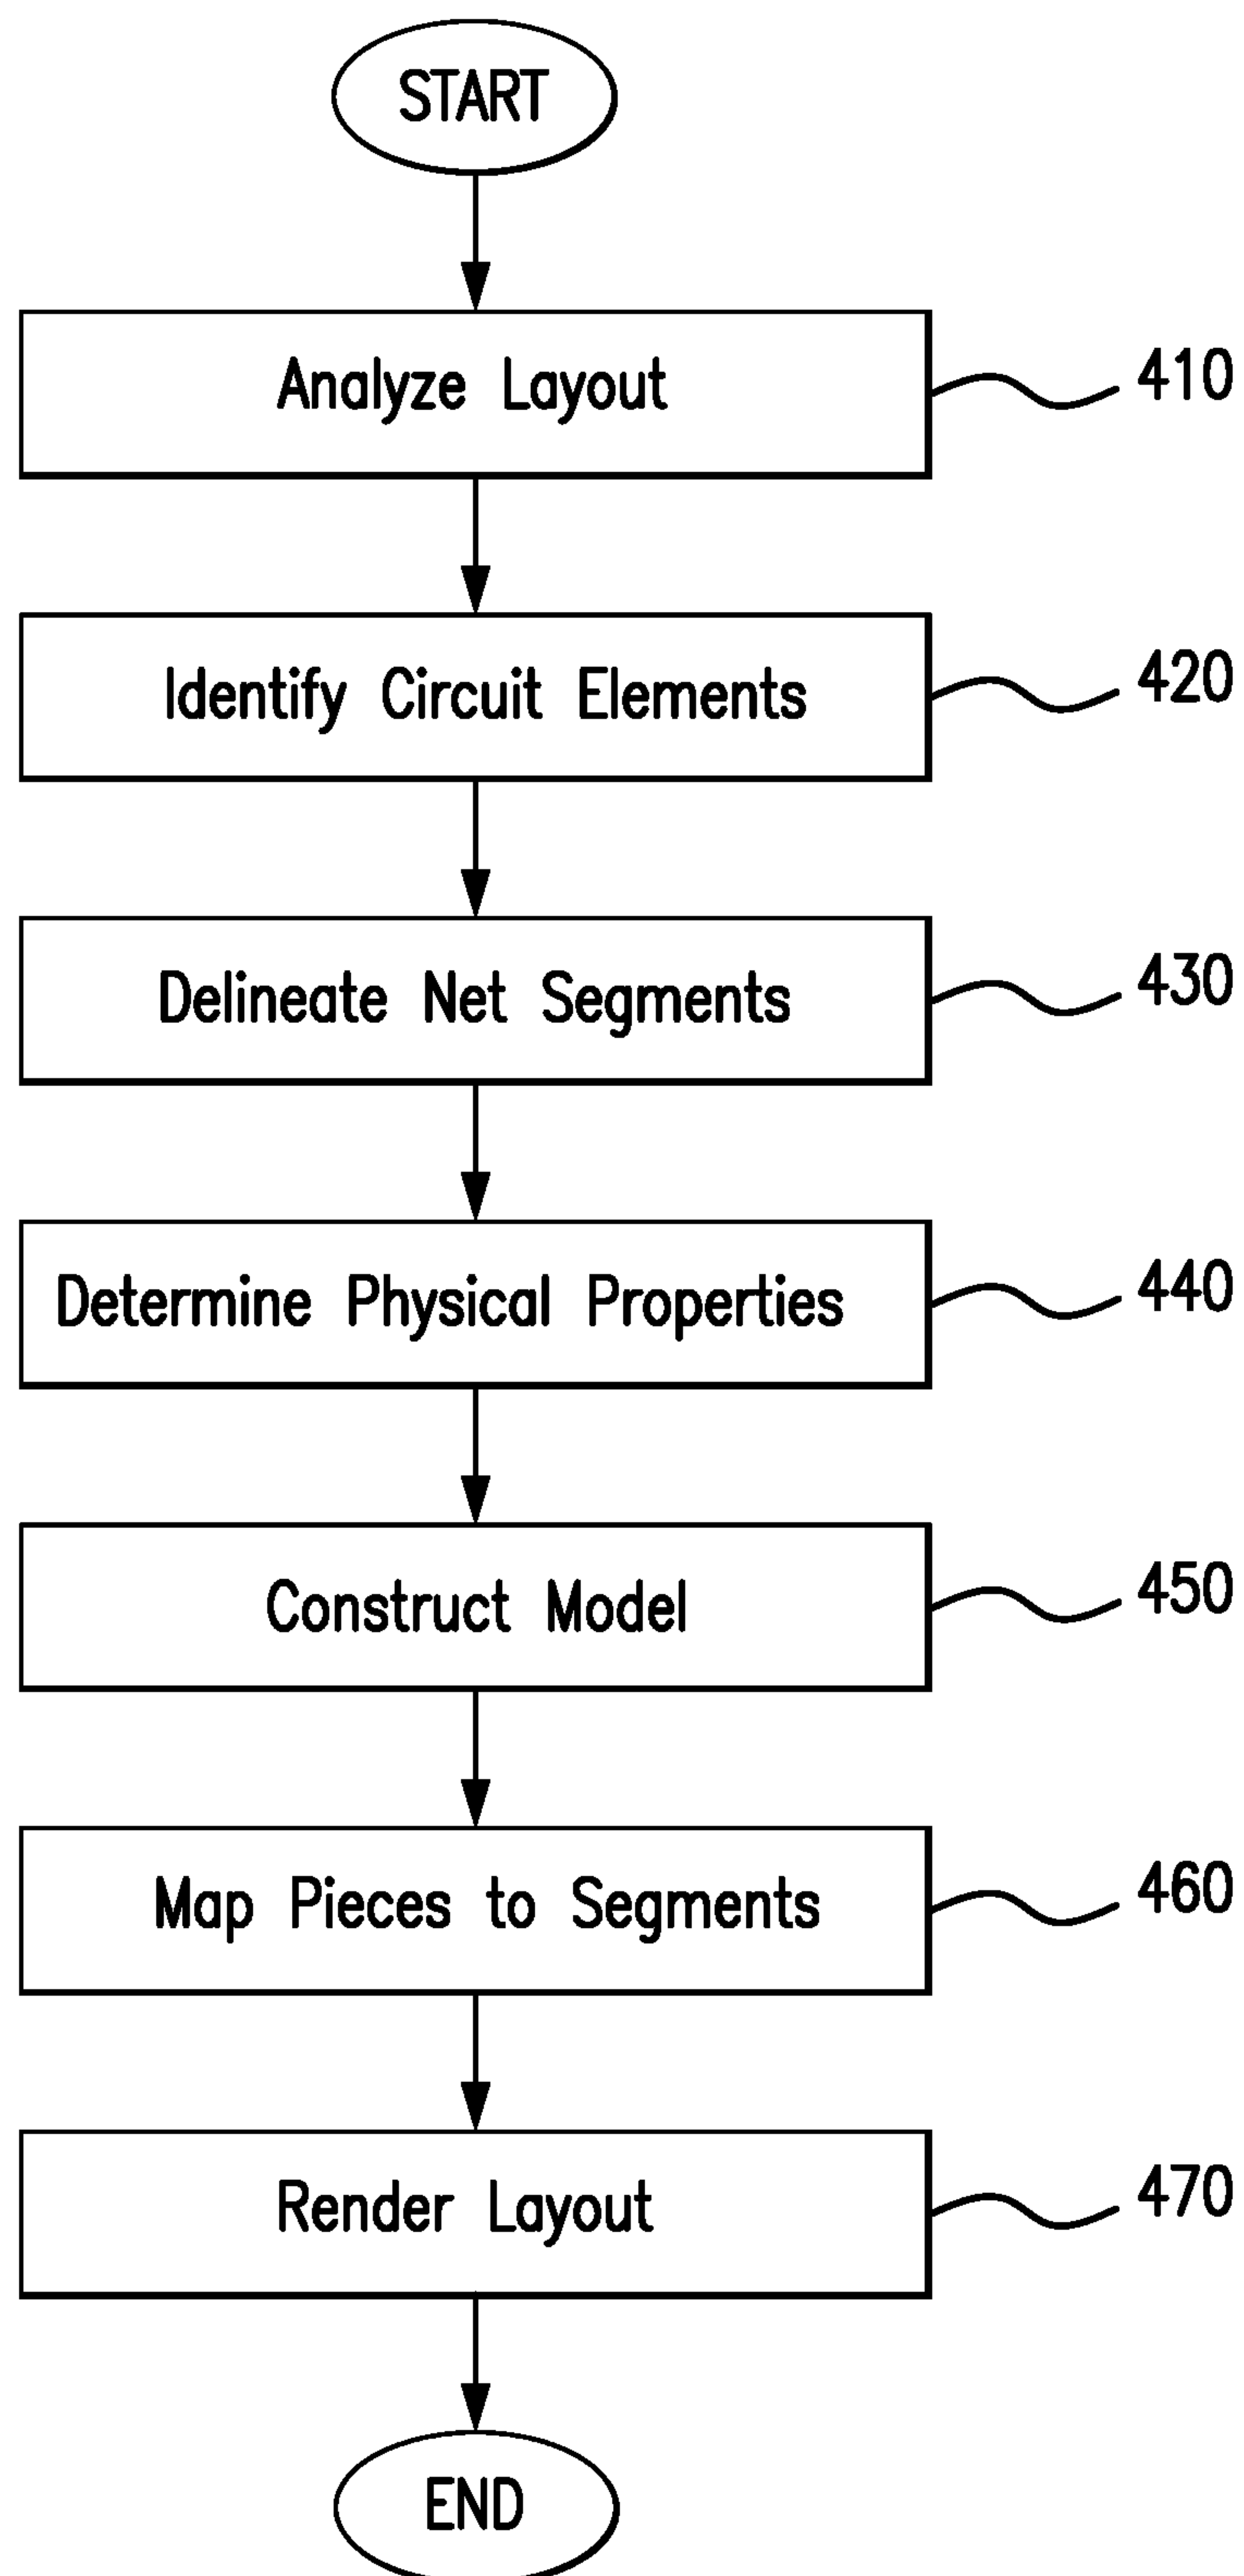 START
Analyze Layout
410
Identify Circuit Elements
420
Delineate Net Segments
430
Determine Physical Properties
440
Construct Model
450
Map Pieces to Segments
460
Render Layout
470
END